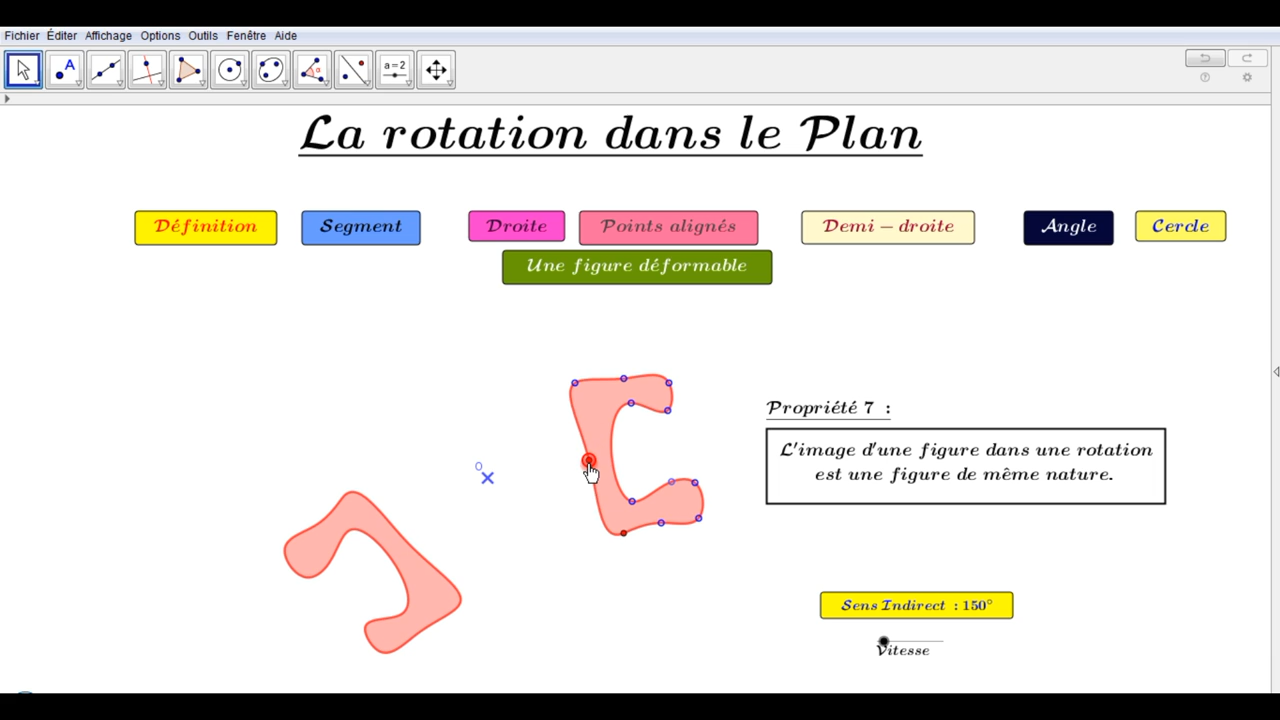 Fichier Éditer Affichage Options Outils Fenêtre Aide
A
a=2
La rotation dans le Plan
Définition Segment Droite Points alignés Demi – droite Angle Cercle
Une figure déformable
Propriété 7 :
L'image d'une figure dans une rotation
est une figure de même nature.
O
Sens Indirect : 150°
Vitesse